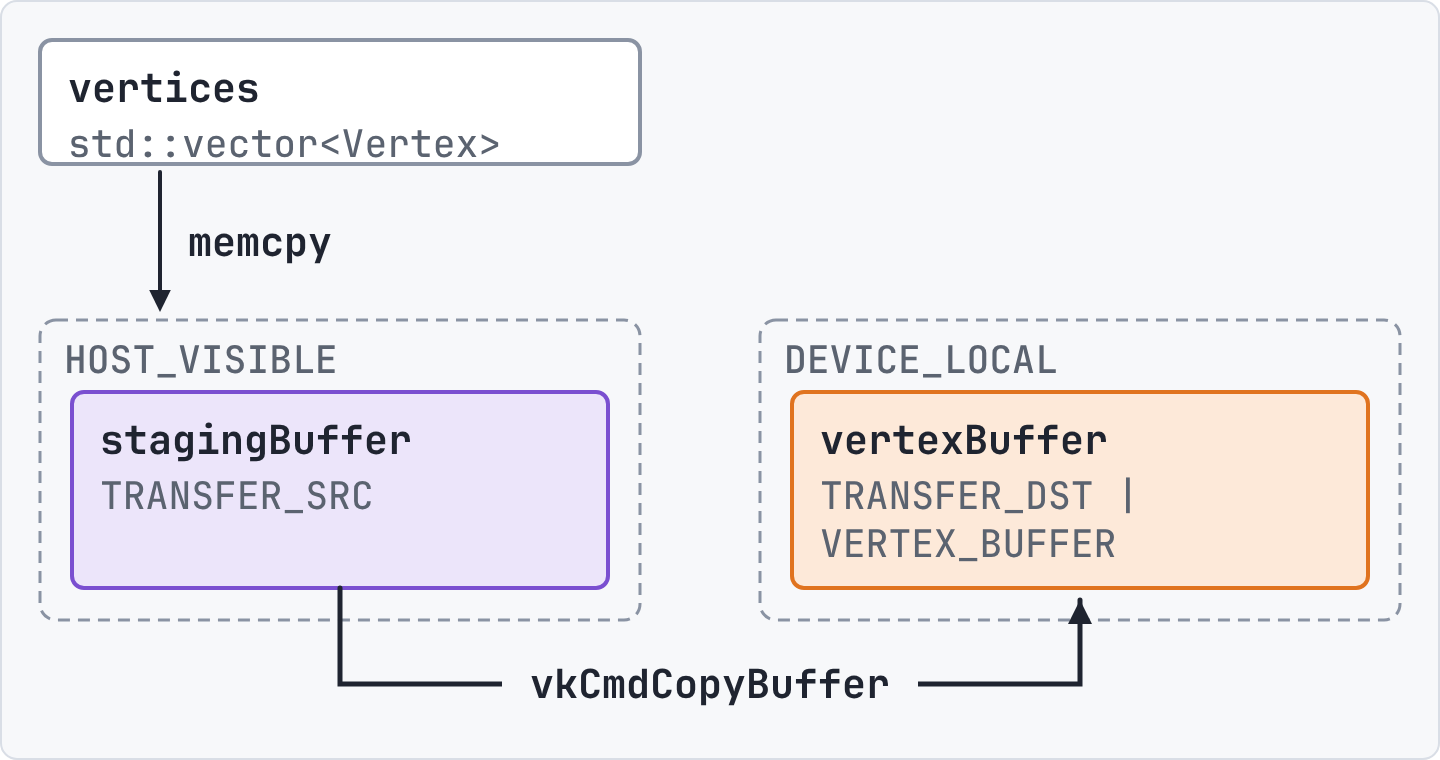 vertices
std::vector<Vertex>
memcpy
HOST_VISIBLE
stagingBuffer
TRANSFER_SRC
DEVICE_LOCAL
vertexBuffer
TRANSFER_DST |
VERTEX_BUFFER
vkCmdCopyBuffer